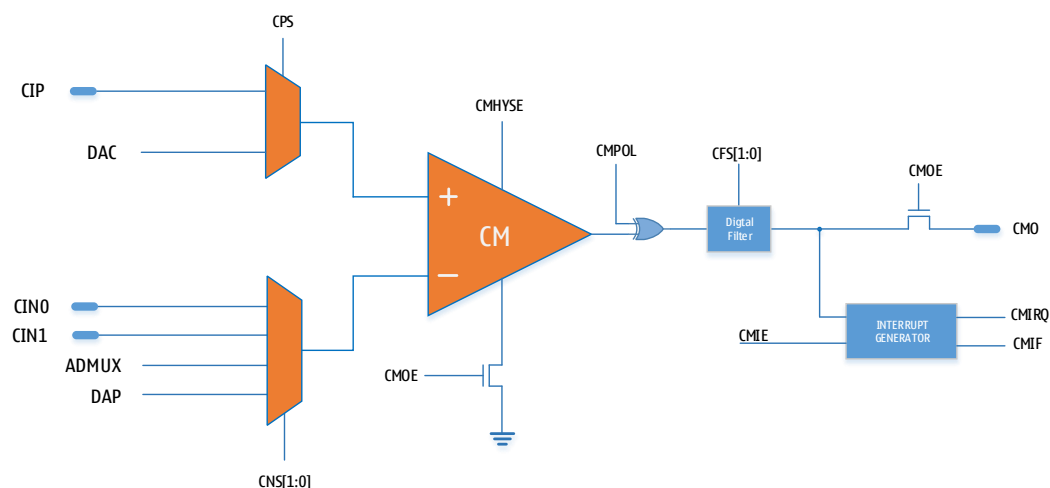 CPS
CIP
DAC
CMHYSE
+
CM
−
CMPOL
CFS[1:0]
Digtal
Filter
CMOE
CMO
CIN0
CIN1
ADMUX
DAP
CNS[1:0]
CMOE
CMIE
INTERRUPT
GENERATOR
CMIRQ
CMIF